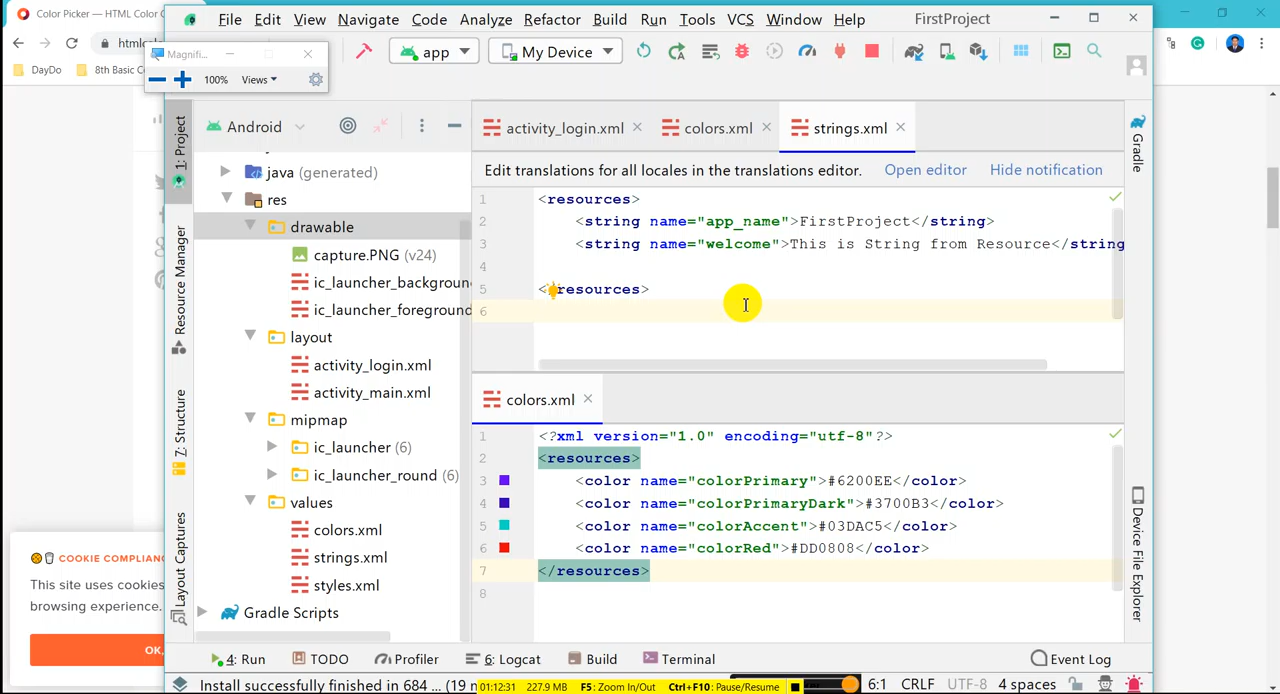 Color Picker — HTML Color C
File Edit View Navigate Code Analyze Refactor Build Run Tools VCS Window Help FirstProject
htmlc
Magnifi...
100% Views
app My Device
DayDo 8th Basic C
1: Project
Resource Manager
7: Structure
Layout Captures
Android
java (generated)
res
drawable
capture.PNG (v24)
ic_launcher_backgroun
ic_launcher_foreground
layout
activity_login.xml
activity_main.xml
mipmap
ic_launcher (6)
ic_launcher_round (6)
values
colors.xml
strings.xml
styles.xml
Gradle Scripts
activity_login.xml colors.xml strings.xml
Edit translations for all locales in the translations editor. Open editor Hide notification
1 <resources>
2 <string name="app_name">FirstProject</string>
3 <string name="welcome">This is String from Resource</string
4
5 < resources>
6
colors.xml
1 <?xml version="1.0" encoding="utf-8"?>
2 <resources>
3 <color name="colorPrimary">#6200EE</color>
4 <color name="colorPrimaryDark">#3700B3</color>
5 <color name="colorAccent">#03DAC5</color>
6 <color name="colorRed">#DD0808</color>
7 </resources>
8
Gradle
Device File Explorer
COOKIE COMPLIANC
This site uses cookies
browsing experience.
OK,
4: Run TODO Profiler 6: Logcat Build Terminal Event Log
Install successfully finished in 684 ... (19 n
01:12:31 227.9 MB F5: Zoom In/Out Ctrl+F10: Pause/Resume
6:1 CRLF UTF-8 4 spaces